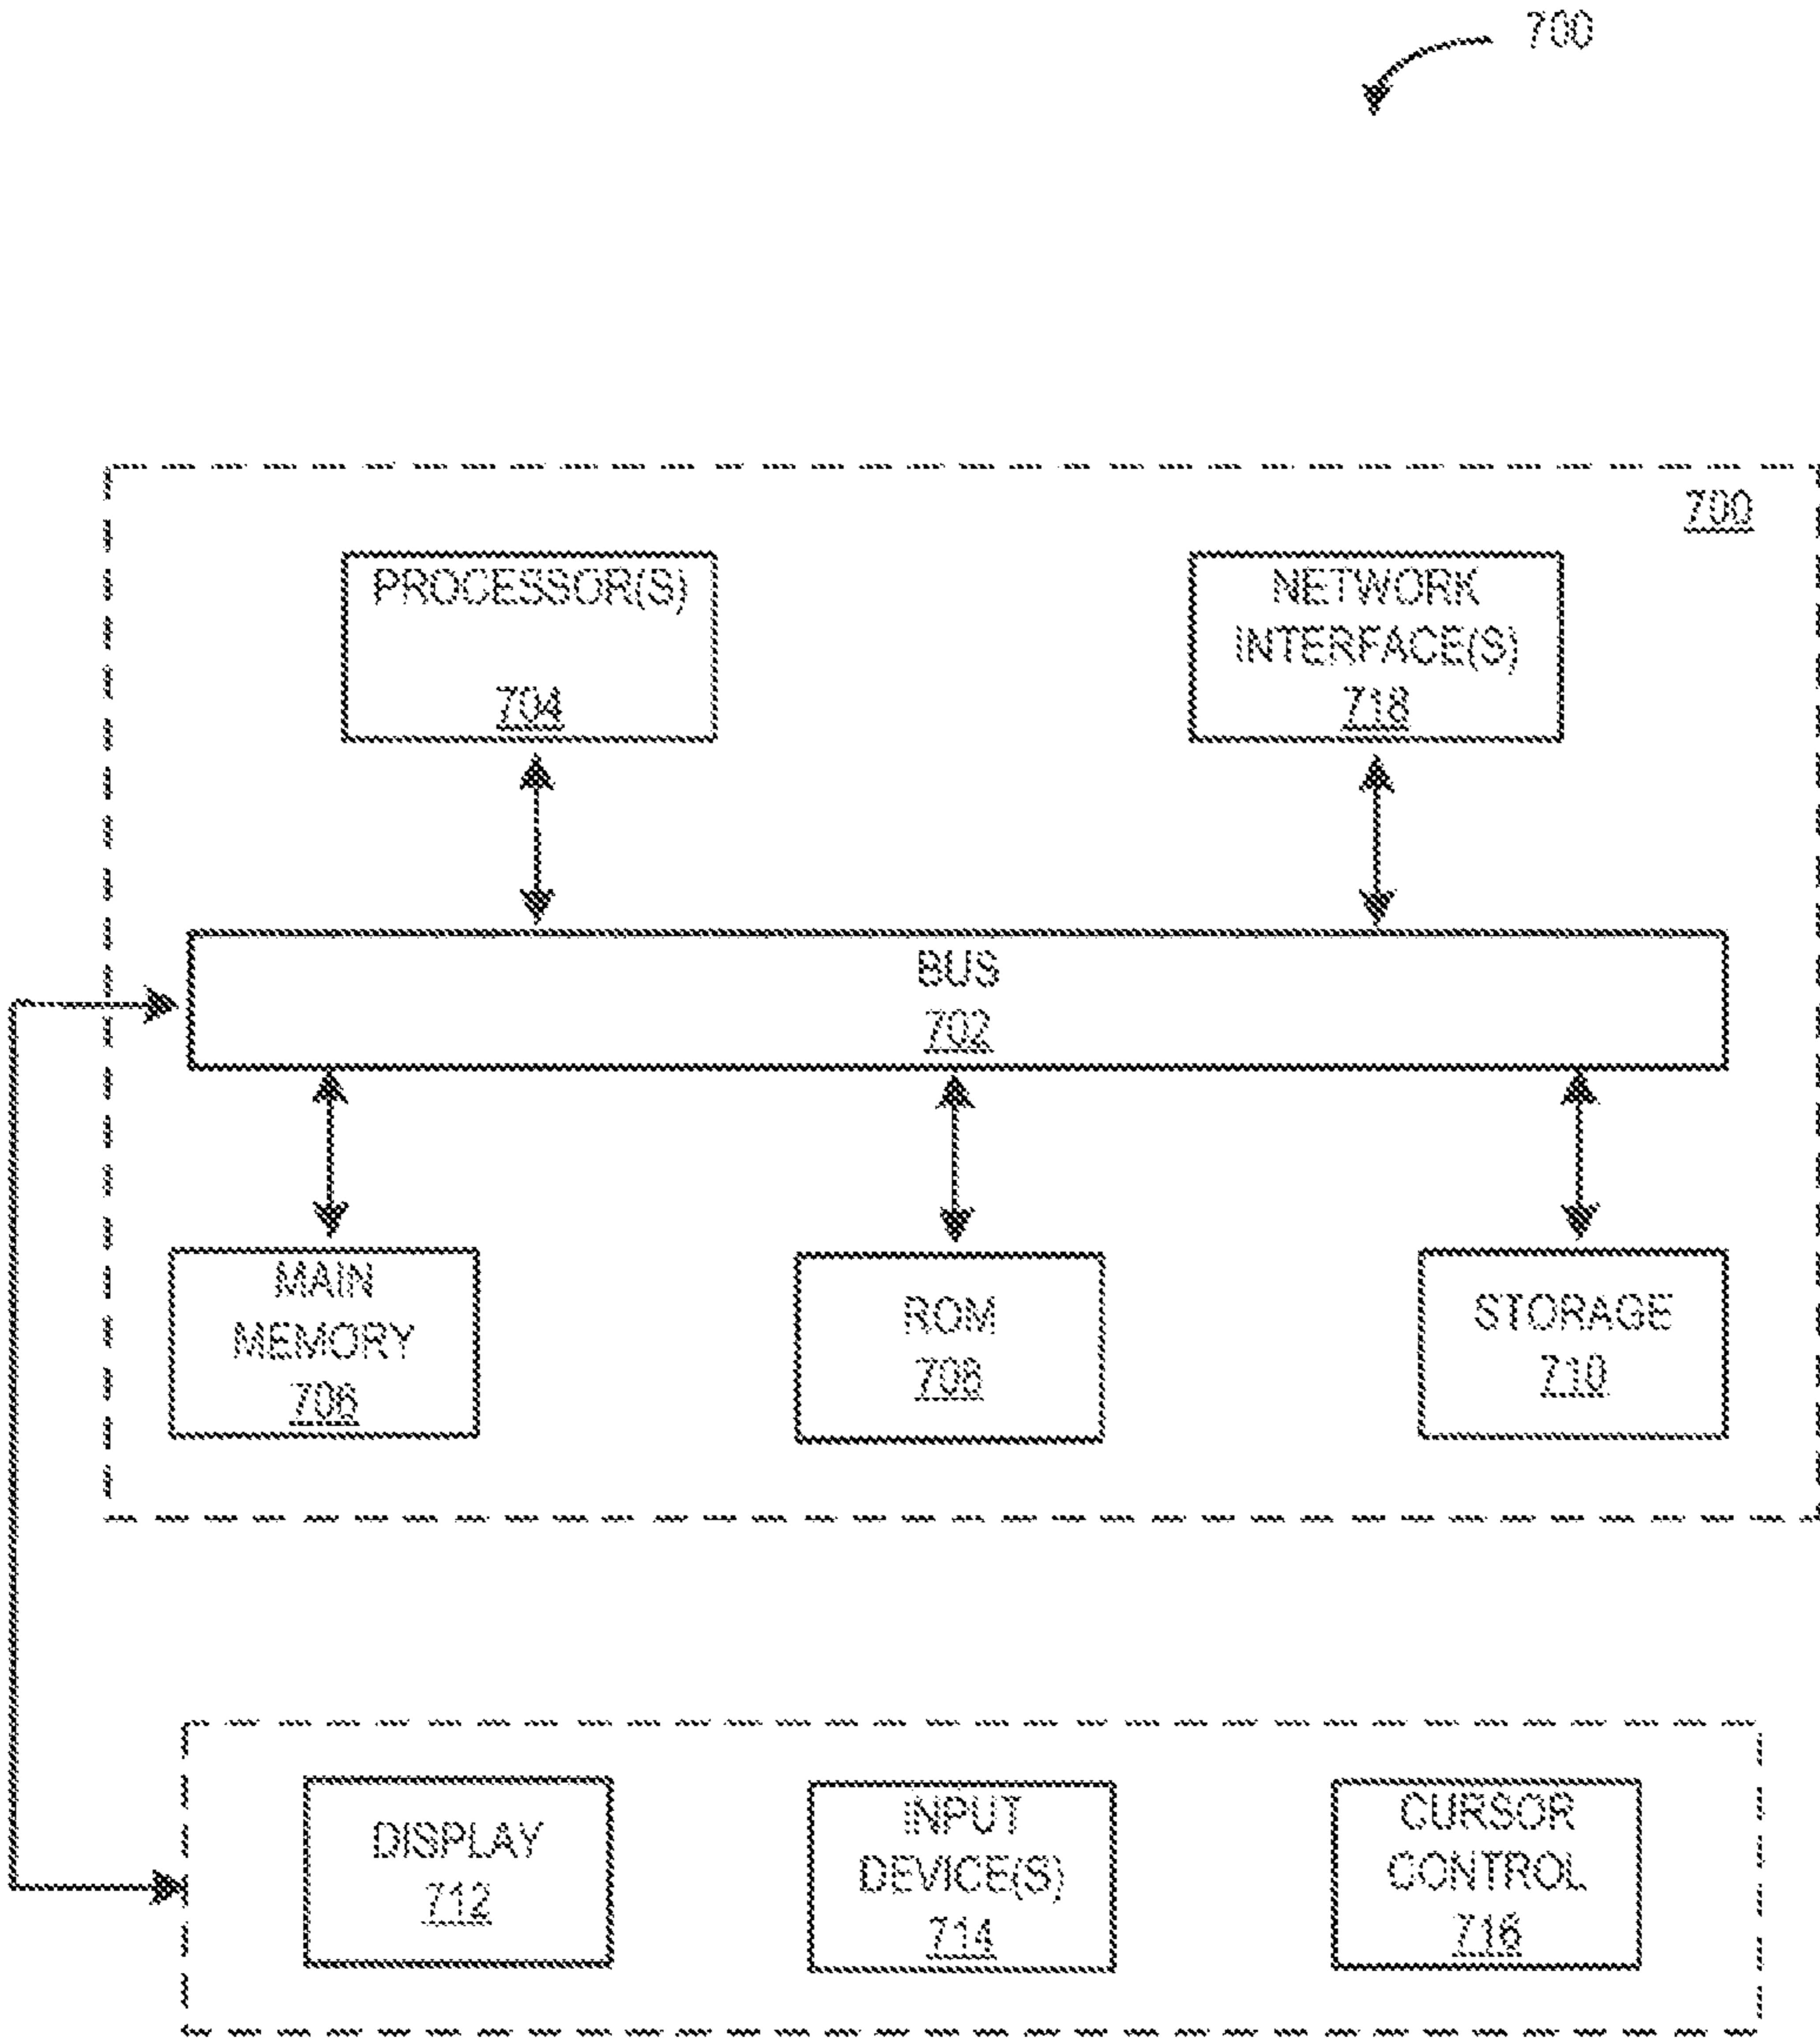 700
700
PROCESSOR(S)
704
NETWORK
INTERFACE(S)
718
BUS
702
MAIN
MEMORY
706
ROM
708
STORAGE
710
DISPLAY
712
INPUT
DEVICE(S)
714
CURSOR
CONTROL
716